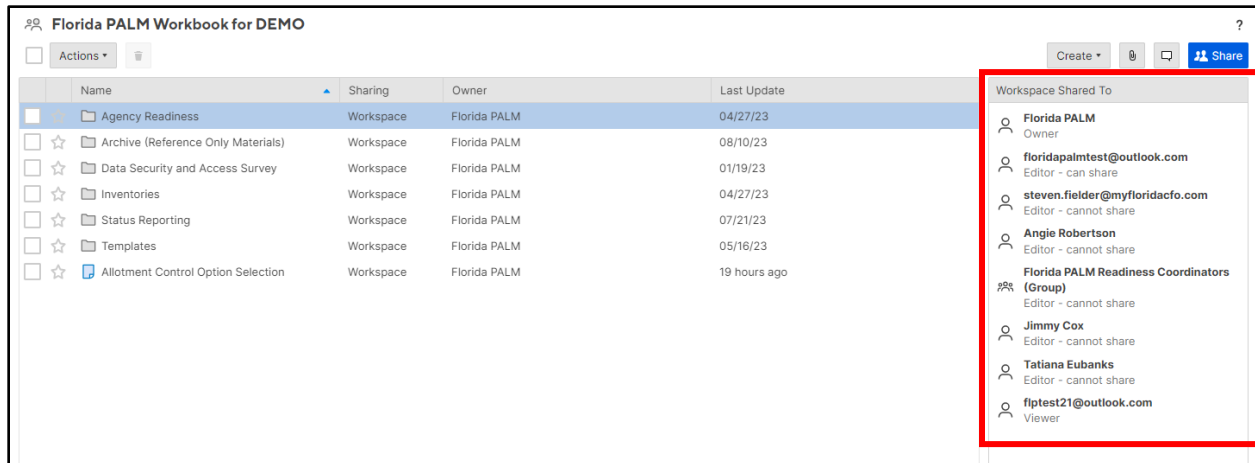 Florida PALM Workbook for DEMO
?
Actions
Create
Share
Name Sharing Owner Last Update
Agency Readiness Workspace Florida PALM 04/27/23
Archive (Reference Only Materials) Workspace Florida PALM 08/10/23
Data Security and Access Survey Workspace Florida PALM 01/19/23
Inventories Workspace Florida PALM 04/27/23
Status Reporting Workspace Florida PALM 07/21/23
Templates Workspace Florida PALM 05/16/23
Allotment Control Option Selection Workspace Florida PALM 19 hours ago
Workspace Shared To
Florida PALM
Owner
floridapalmtest@outlook.com
Editor - can share
steven.fielder@myfloridacfo.com
Editor - cannot share
Angie Robertson
Editor - cannot share
Florida PALM Readiness Coordinators
(Group)
Editor - cannot share
Jimmy Cox
Editor - cannot share
Tatiana Eubanks
Editor - cannot share
flptest21@outlook.com
Viewer